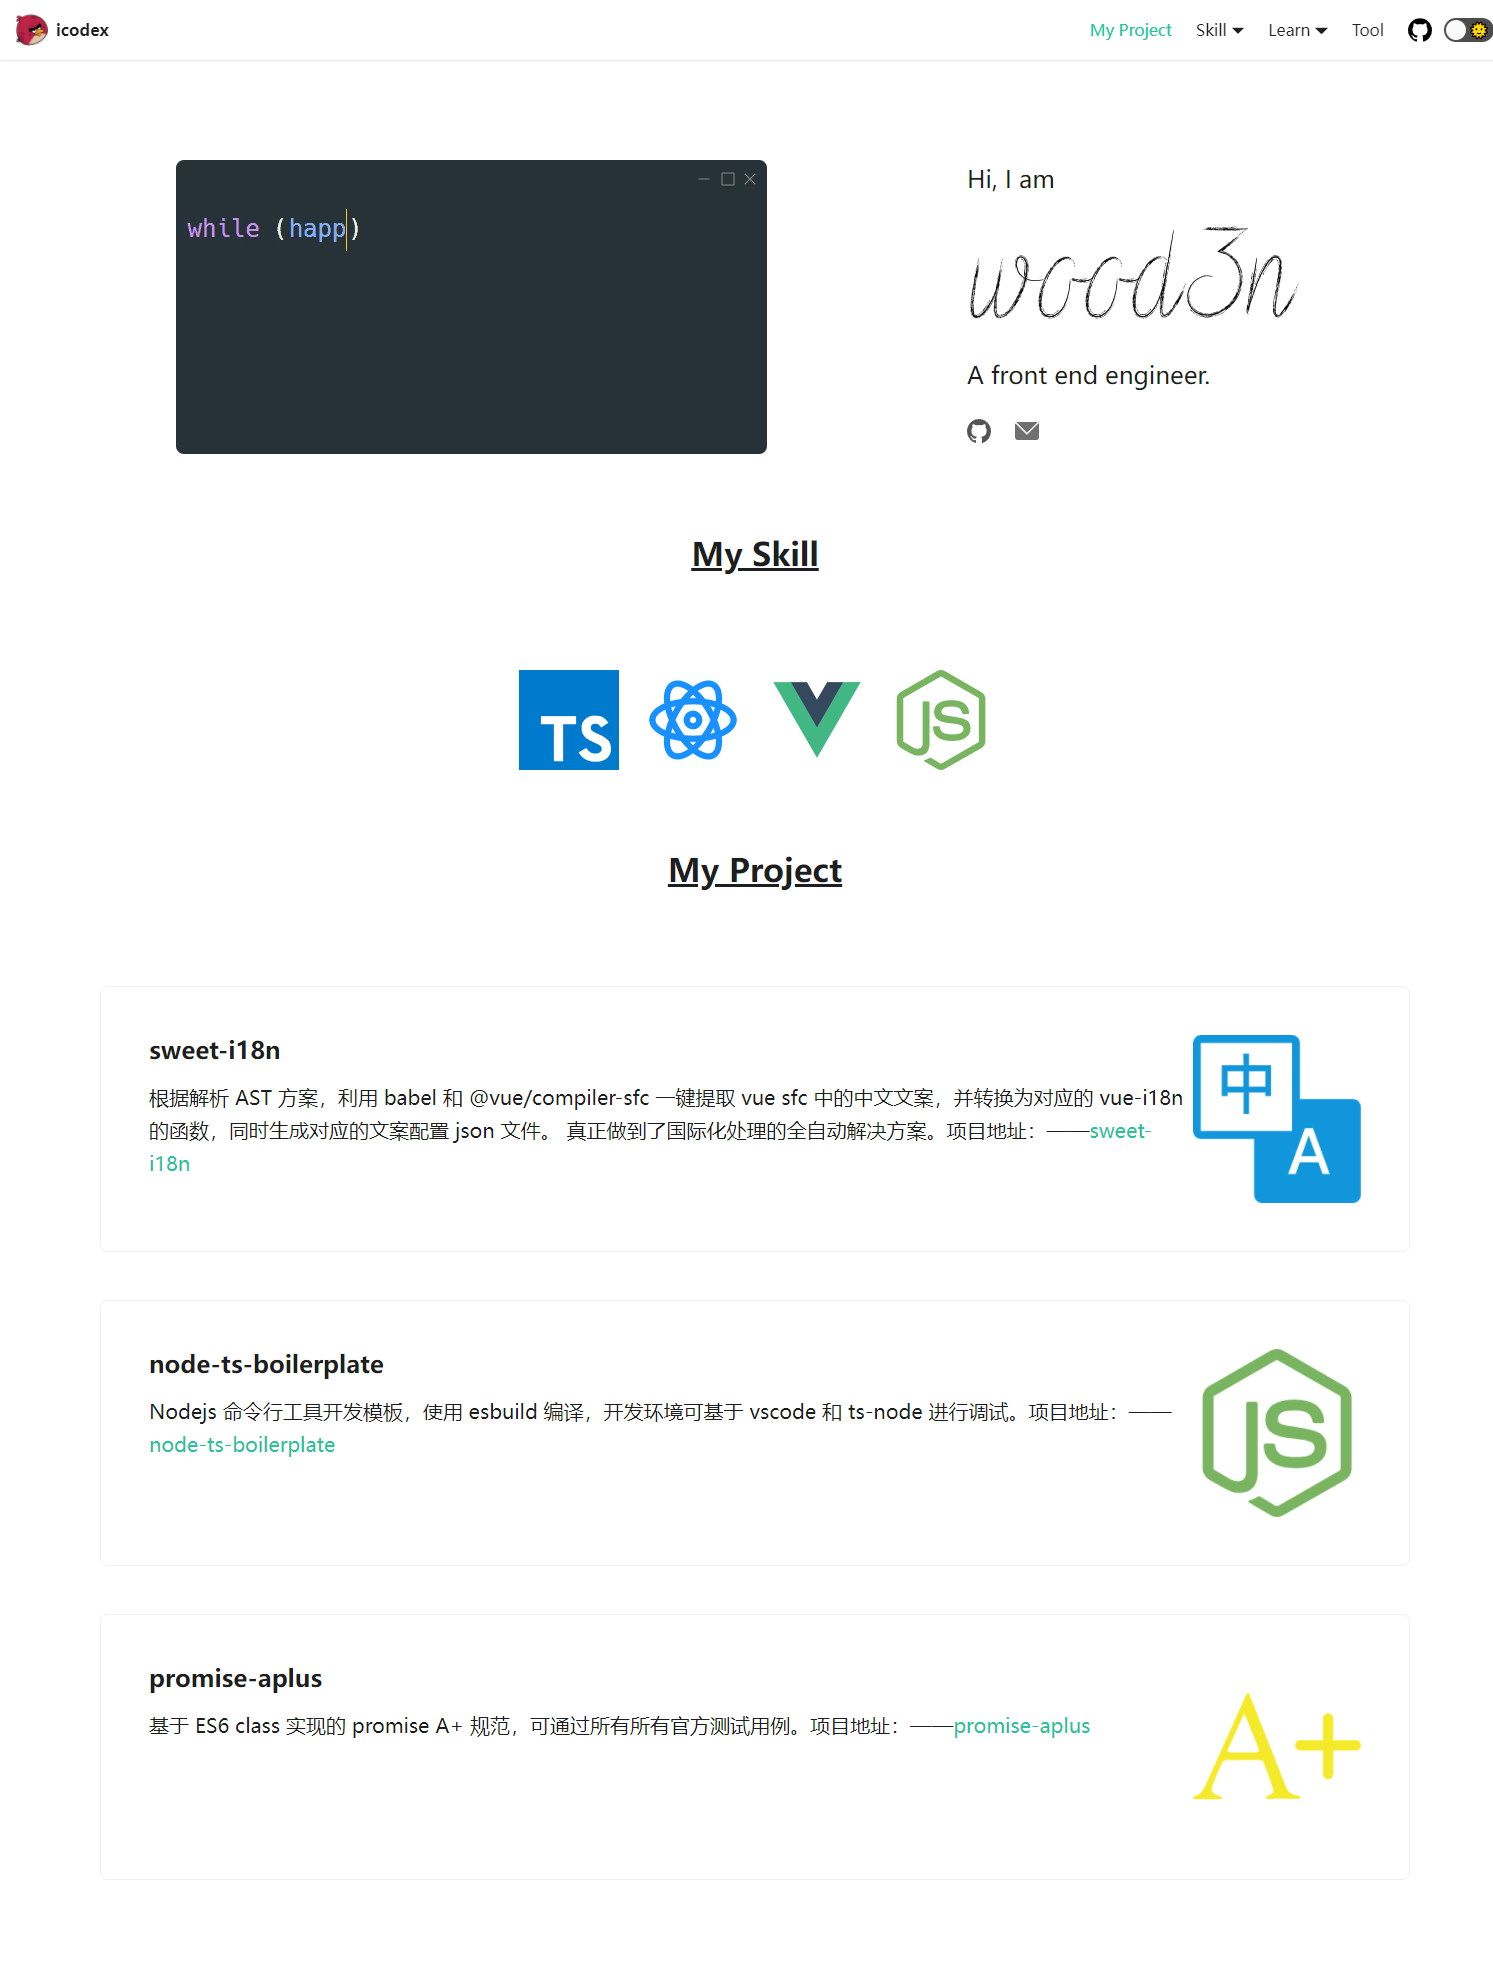 icodex
My Project
Skill
Learn
Tool
while (happ)
Hi, I am
wood3n
A front end engineer.
My Skill
TS
JS
My Project
sweet-i18n
根据解析 AST 方案，利用 babel 和 @vue/compiler-sfc 一键提取 vue sfc 中的中文文案，并转换为对应的 vue-i18n
的函数，同时生成对应的文案配置 json 文件。 真正做到了国际化处理的全自动解决方案。项目地址：——sweet-
i18n
中
A
node-ts-boilerplate
Nodejs 命令行工具开发模板，使用 esbuild 编译，开发环境可基于 vscode 和 ts-node 进行调试。项目地址：——
node-ts-boilerplate
JS
promise-aplus
基于 ES6 class 实现的 promise A+ 规范，可通过所有所有官方测试用例。项目地址：——promise-aplus
A+